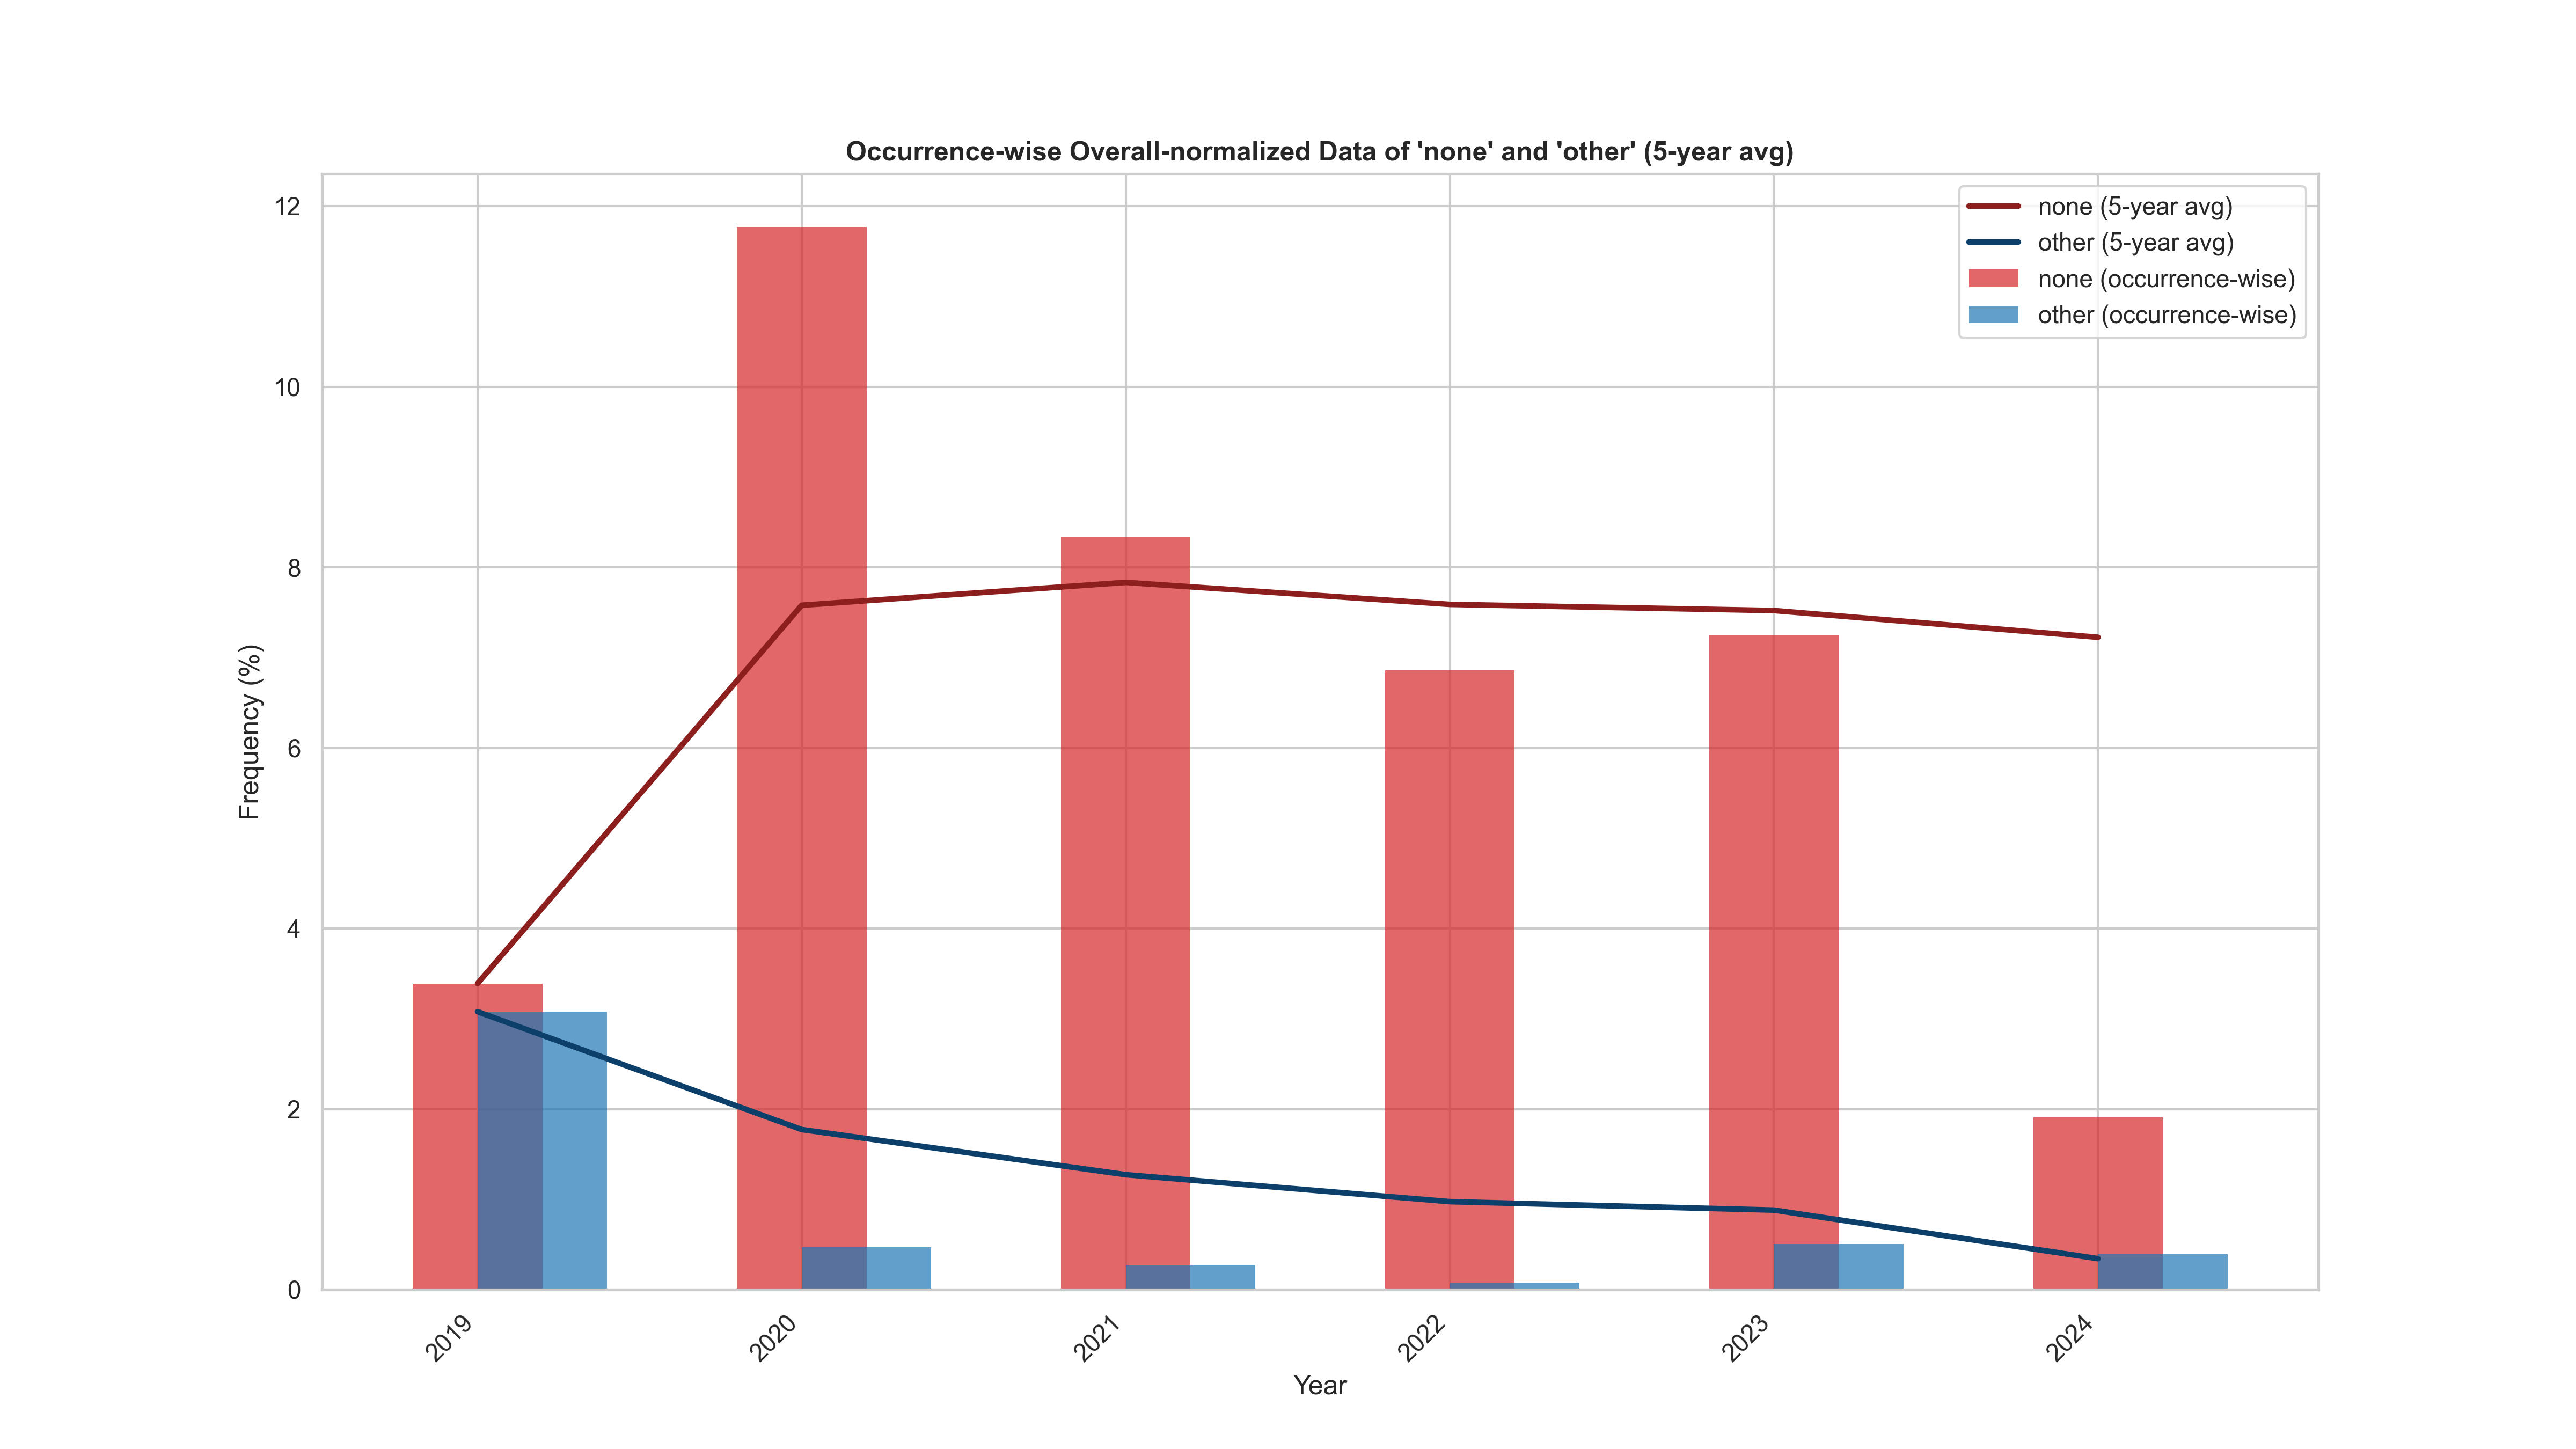 Occurrence-wise Overall-normalized Data of 'none' and 'other' (5-year avg)
none (5-year avg)
other (5-year avg)
none (occurrence-wise)
other (occurrence-wise)
Frequency (%)
12
10
8
6
4
2
0
2019
2020
2021
2022
2023
2024
Year